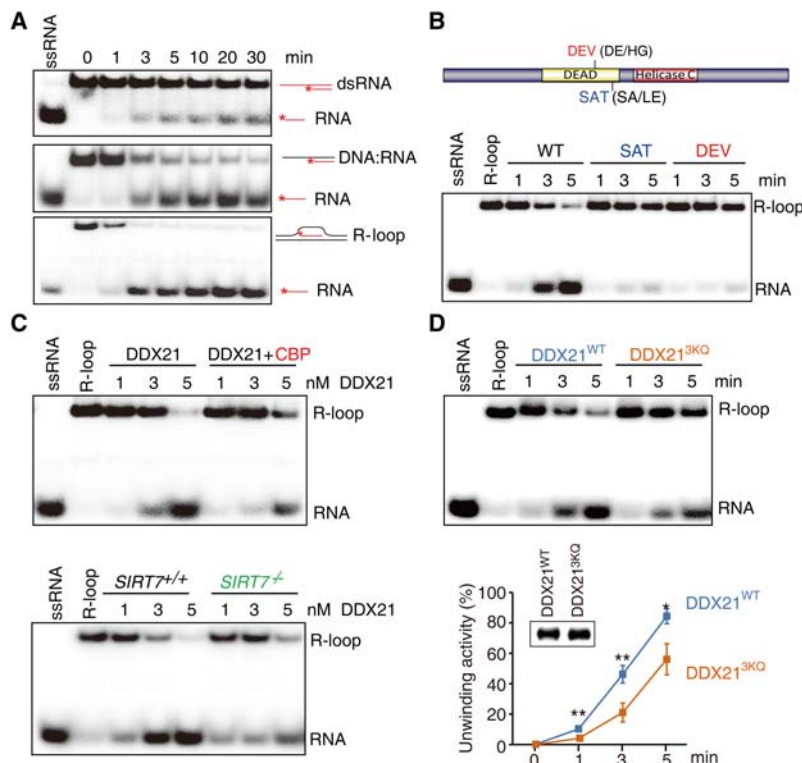 A
ssRNA
0 1 3 5 10 20 30 min
dsRNA
* RNA
DNA:RNA
* RNA
R-loop
* RNA
B
DEV (DE/HG)
DEAD Helicase C
SAT (SA/LE)
ssRNA R-loop WT SAT DEV
1 3 5 1 3 5 1 3 5 min
R-loop
RNA
C
ssRNA R-loop DDX21 DDX21+CBP
1 3 5 1 3 5 nM DDX21
R-loop
RNA
ssRNA R-loop SIRT7+/+ SIRT7-/-
1 3 5 1 3 5 nM DDX21
R-loop
RNA
D
ssRNA R-loop DDX21WT DDX213KQ
1 3 5 1 3 5 min
R-loop
RNA
Unwinding activity (%)
100
80
60
40
20
0
DDX21WT DDX213KQ
** ** *
DDX21WT
DDX213KQ
0 1 3 5 min